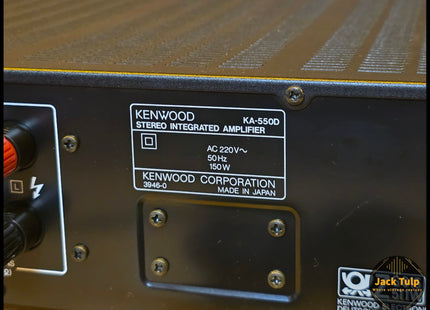 KENWOOD KA-550D
STEREO INTEGRATED AMPLIFIER
AC 220V~
50Hz
150W
KENWOOD CORPORATION
3946-0 MADE IN JAPAN
L
Jack Tulp
KENWOOD